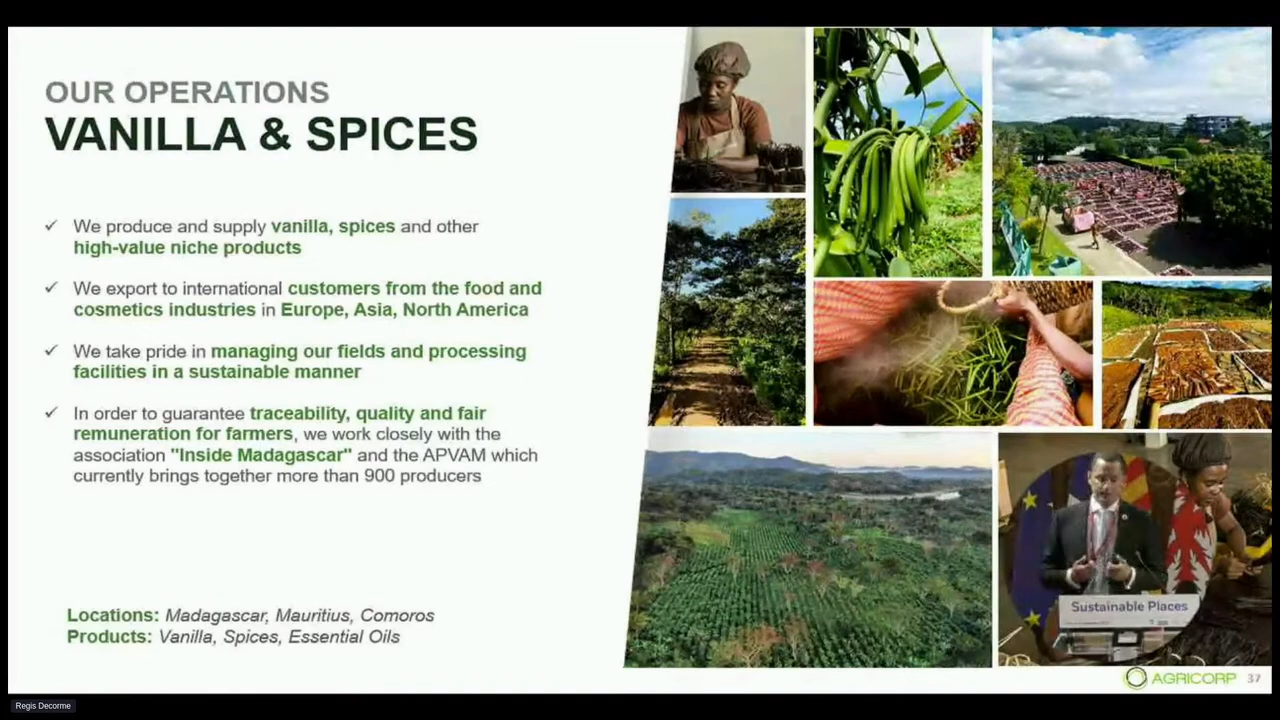 OUR OPERATIONS
VANILLA & SPICES
✓ We produce and supply vanilla, spices and other
high-value niche products
✓ We export to international customers from the food and
cosmetics industries in Europe, Asia, North America
✓ We take pride in managing our fields and processing
facilities in a sustainable manner
✓ In order to guarantee traceability, quality and fair
remuneration for farmers, we work closely with the
association "Inside Madagascar" and the APVAM which
currently brings together more than 900 producers
Locations: Madagascar, Mauritius, Comoros
Products: Vanilla, Spices, Essential Oils
Sustainable Places
AGRICORP 37
Regis Decorme